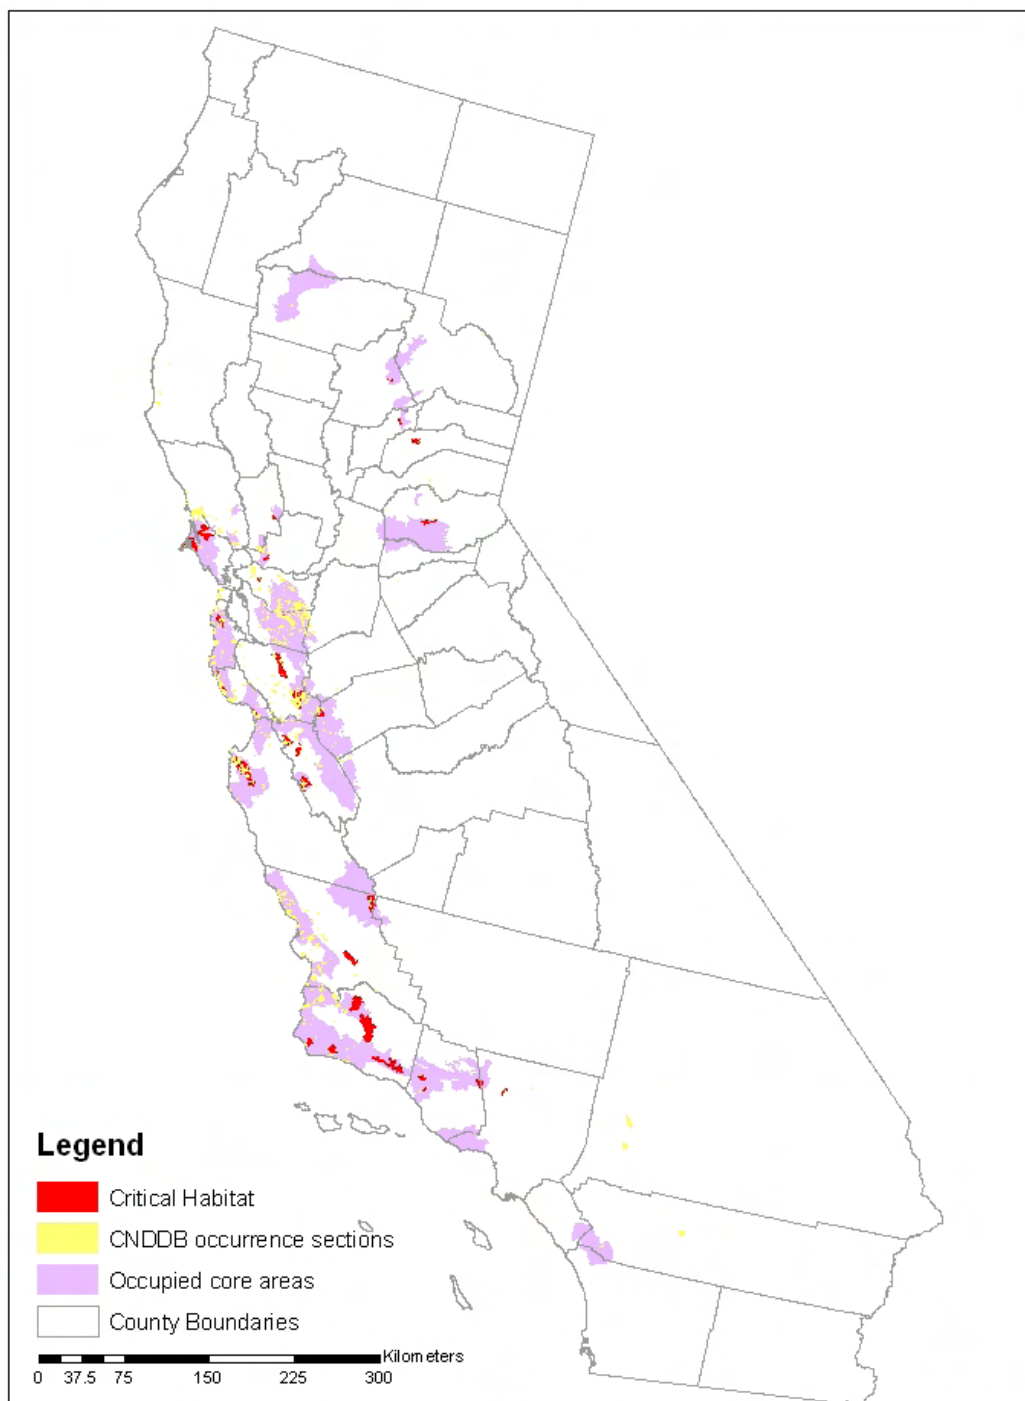 Legend
Critical Habitat
CNDDB occurrence sections
Occupied core areas
County Boundaries
Kilometers
0 37.5 75 150 225 300